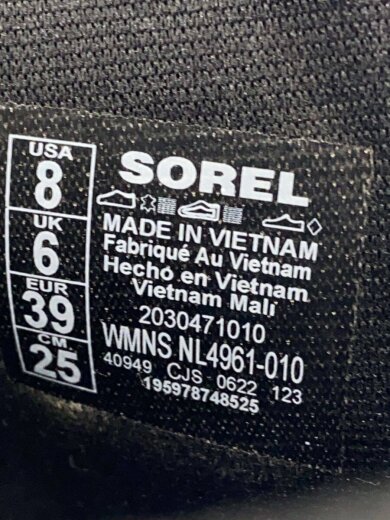 USA
8
UK
6
EUR
39
CM
25
SOREL
MADE IN VIETNAM
Fabriqué Au Vietnam
Hecho en Vietnam
Vietnam Mali
2030471010
WMNS NL4961-010
40949 CJS 0622 123
195978748525